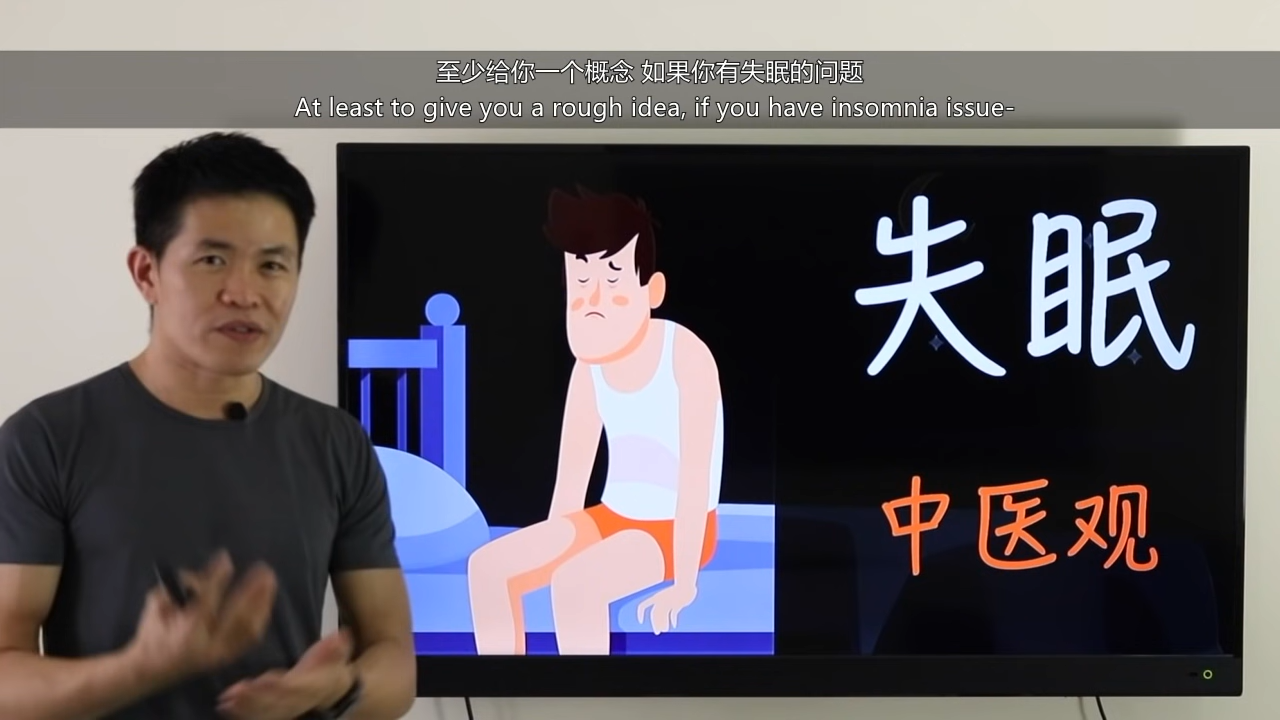 至少给你一个概念 如果你有失眠的问题
At least to give you a rough idea, if you have insomnia issue-
失眠
中医观